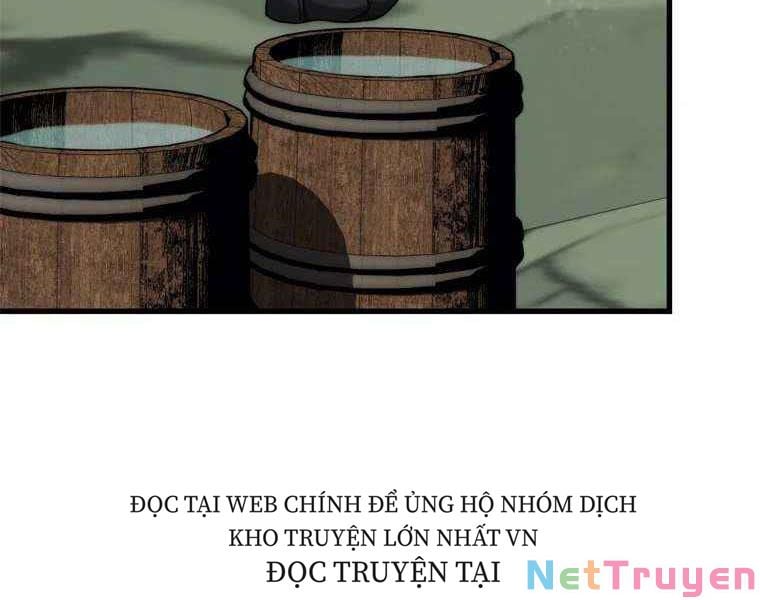 ĐỌC TẠI WEB CHÍNH ĐỂ ỦNG HỘ NHÓM DỊCH
KHO TRUYỆN LỚN NHẤT VN
ĐỌC TRUYỆN TẠI
NetTruyen